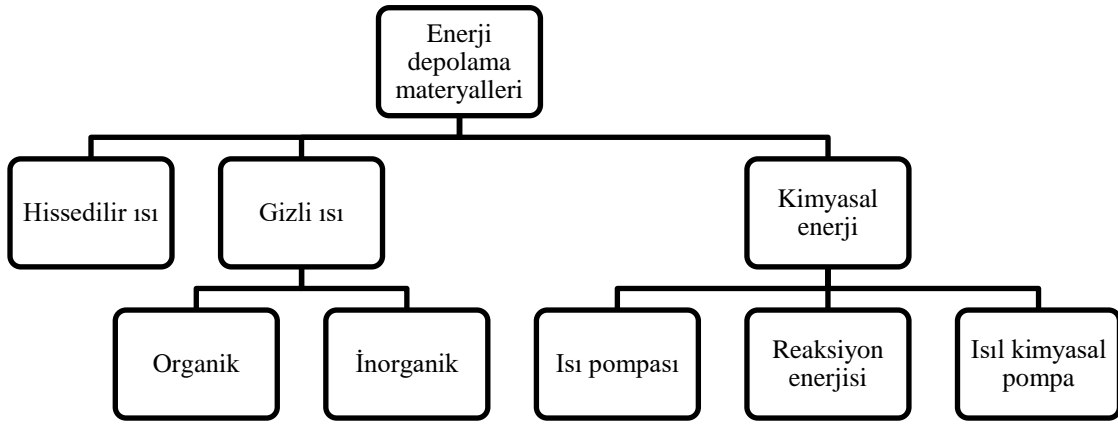 Enerji
depolama
materyalleri
Hissedilir ısı
Gizli ısı
Kimyasal
enerji
Organik
İnorganik
Isı pompası
Reaksiyon
enerjisi
Isıl kimyasal
pompa